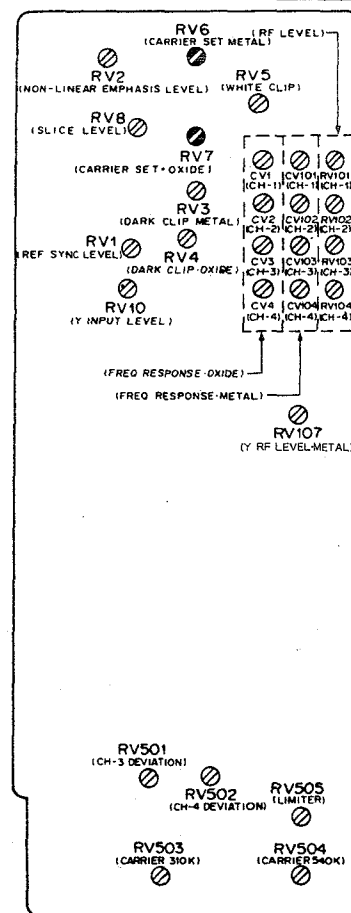 RV6
(CARRIER SET METAL)
(RF LEVEL)
RV2
(NON-LINEAR EMPHASIS LEVEL)
RV5
(WHITE CLIP)
RV8
(SLICE LEVEL)
RV7
(CARRIER SET-OXIDE)
CV1
(CH-1)
CV101
(CH-1)
RV101
(CH-1)
RV3
(DARK CLIP METAL)
CV2
(CH-2)
CV102
(CH-2)
RV102
(CH-2)
RV1
(REF SYNC LEVEL)
RV4
(DARK CLIP-OXIDE)
CV3
(CH-3)
CV103
(CH-3)
RV103
(CH-3)
RV10
(Y INPUT LEVEL)
CV4
(CH-4)
CV104
(CH-4)
RV104
(CH-4)
(FREQ RESPONSE-OXIDE)
(FREQ RESPONSE-METAL)
RV107
(Y RF LEVEL-METAL)
RV501
(CH-3 DEVIATION)
RV502
(CH-4 DEVIATION)
RV505
(LIMITER)
RV503
(CARRIER 310K)
RV504
(CARRIER 540K)